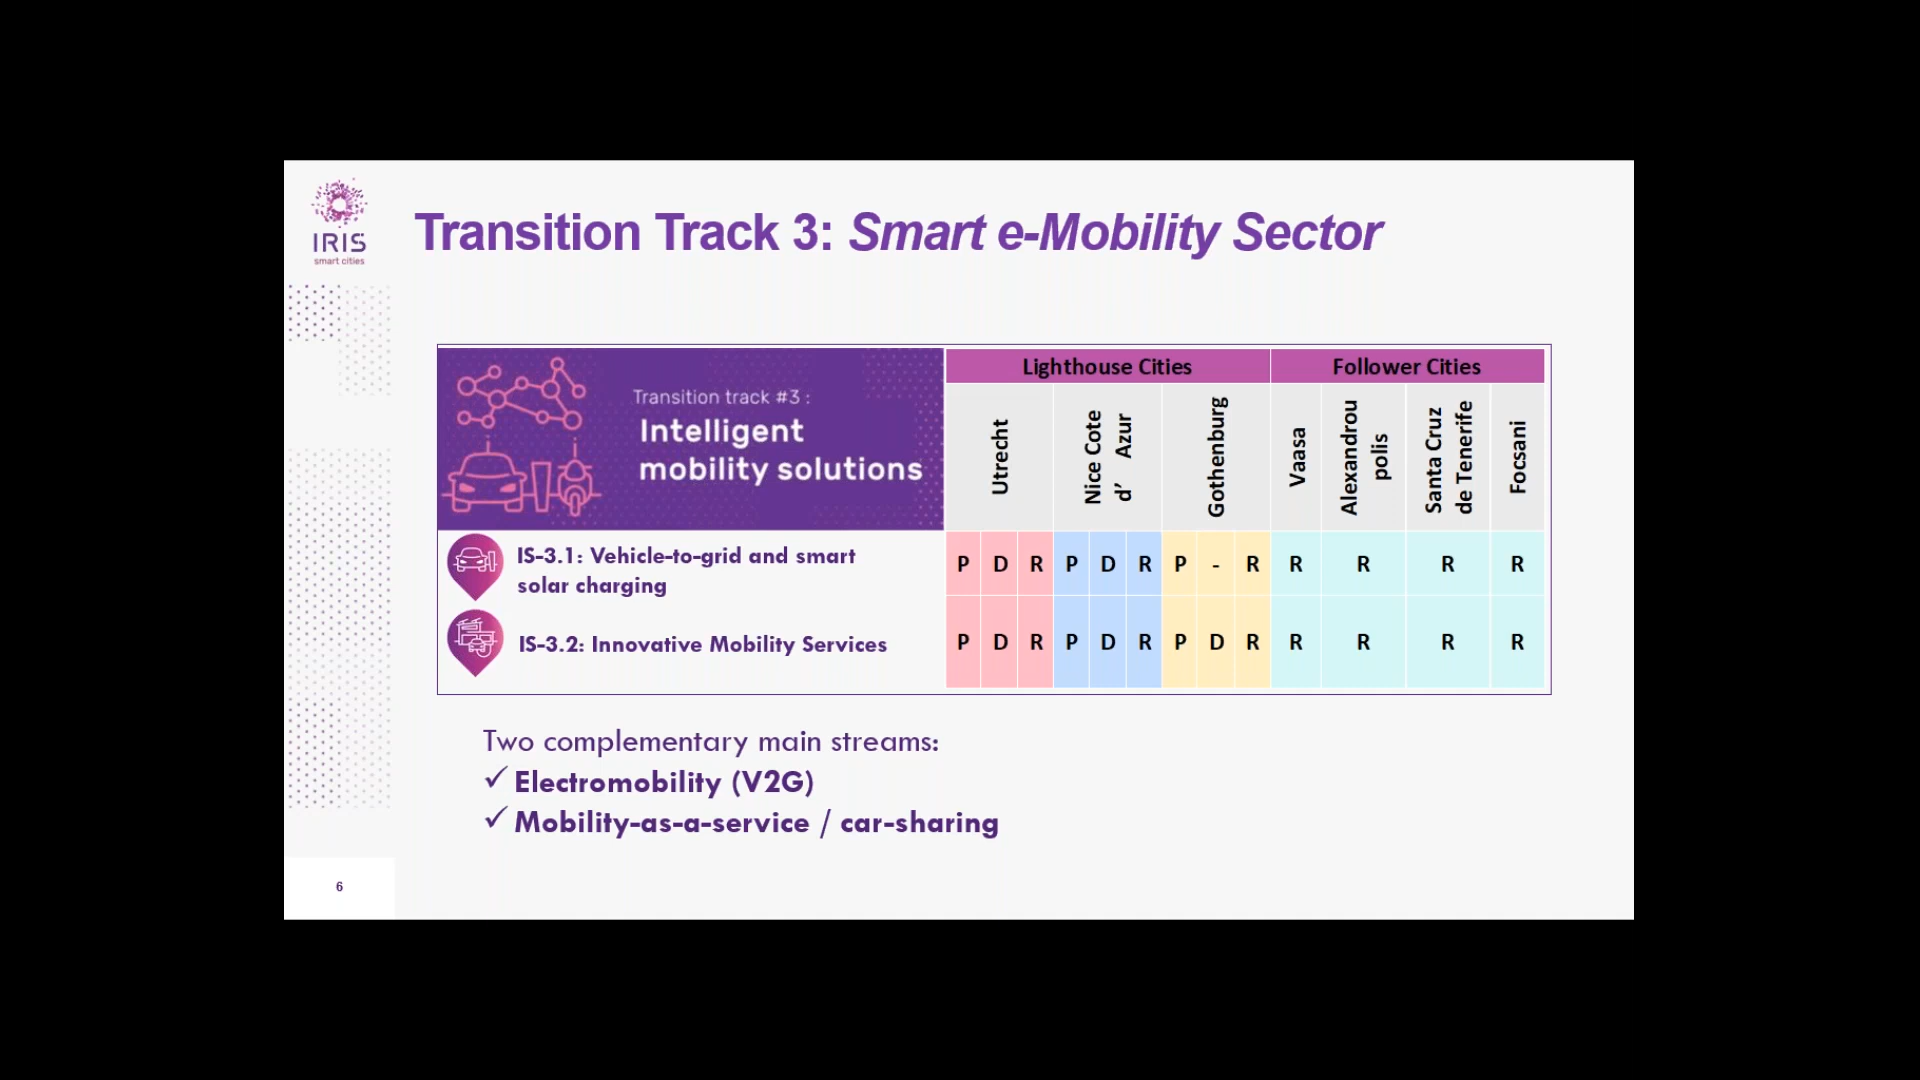 IRIS
smart cities
Transition Track 3: Smart e-Mobility Sector
Transition track #3 :
Intelligent
mobility solutions
Lighthouse Cities
Follower Cities
Utrecht
Nice Cote
d’ Azur
Gothenburg
Vaasa
Alexandrou
polis
Santa Cruz
de Tenerife
Focsani
IS-3.1: Vehicle-to-grid and smart
solar charging
P D R P D R P - R R R R R
IS-3.2: Innovative Mobility Services
P D R P D R P D R R R R R
Two complementary main streams:
✓ Electromobility (V2G)
✓ Mobility-as-a-service / car-sharing
6